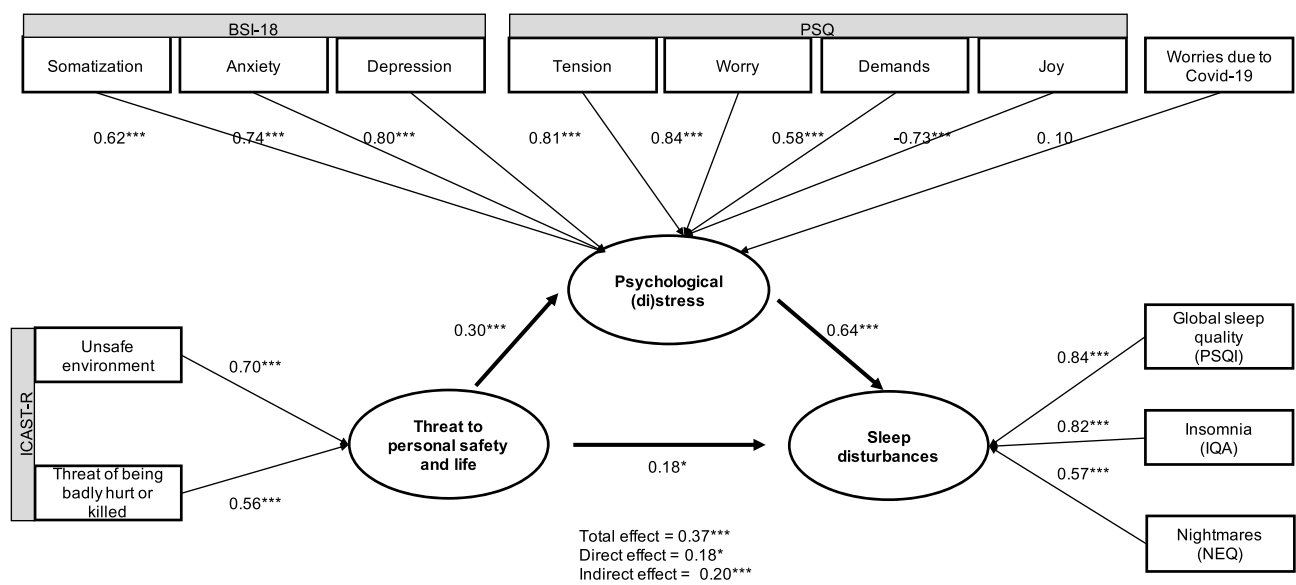 BSI-18
PSQ
Somatization
Anxiety
Depression
Tension
Worry
Demands
Joy
Worries due to
Covid-19
0.62***
0.74***
0.80***
0.81***
0.84***
0.58***
-0.73***
0. 10
Psychological
(di)stress
0.30***
0.64***
ICAST-R
Unsafe
environment
0.70***
Threat of being
badly hurt or
killed
0.56***
Threat to
personal safety
and life
0.18*
Sleep
disturbances
Global sleep
quality
(PSQI)
0.84***
Insomnia
(IQA)
0.82***
0.57***
Nightmares
(NEQ)
Total effect = 0.37***
Direct effect = 0.18*
Indirect effect =  0.20***